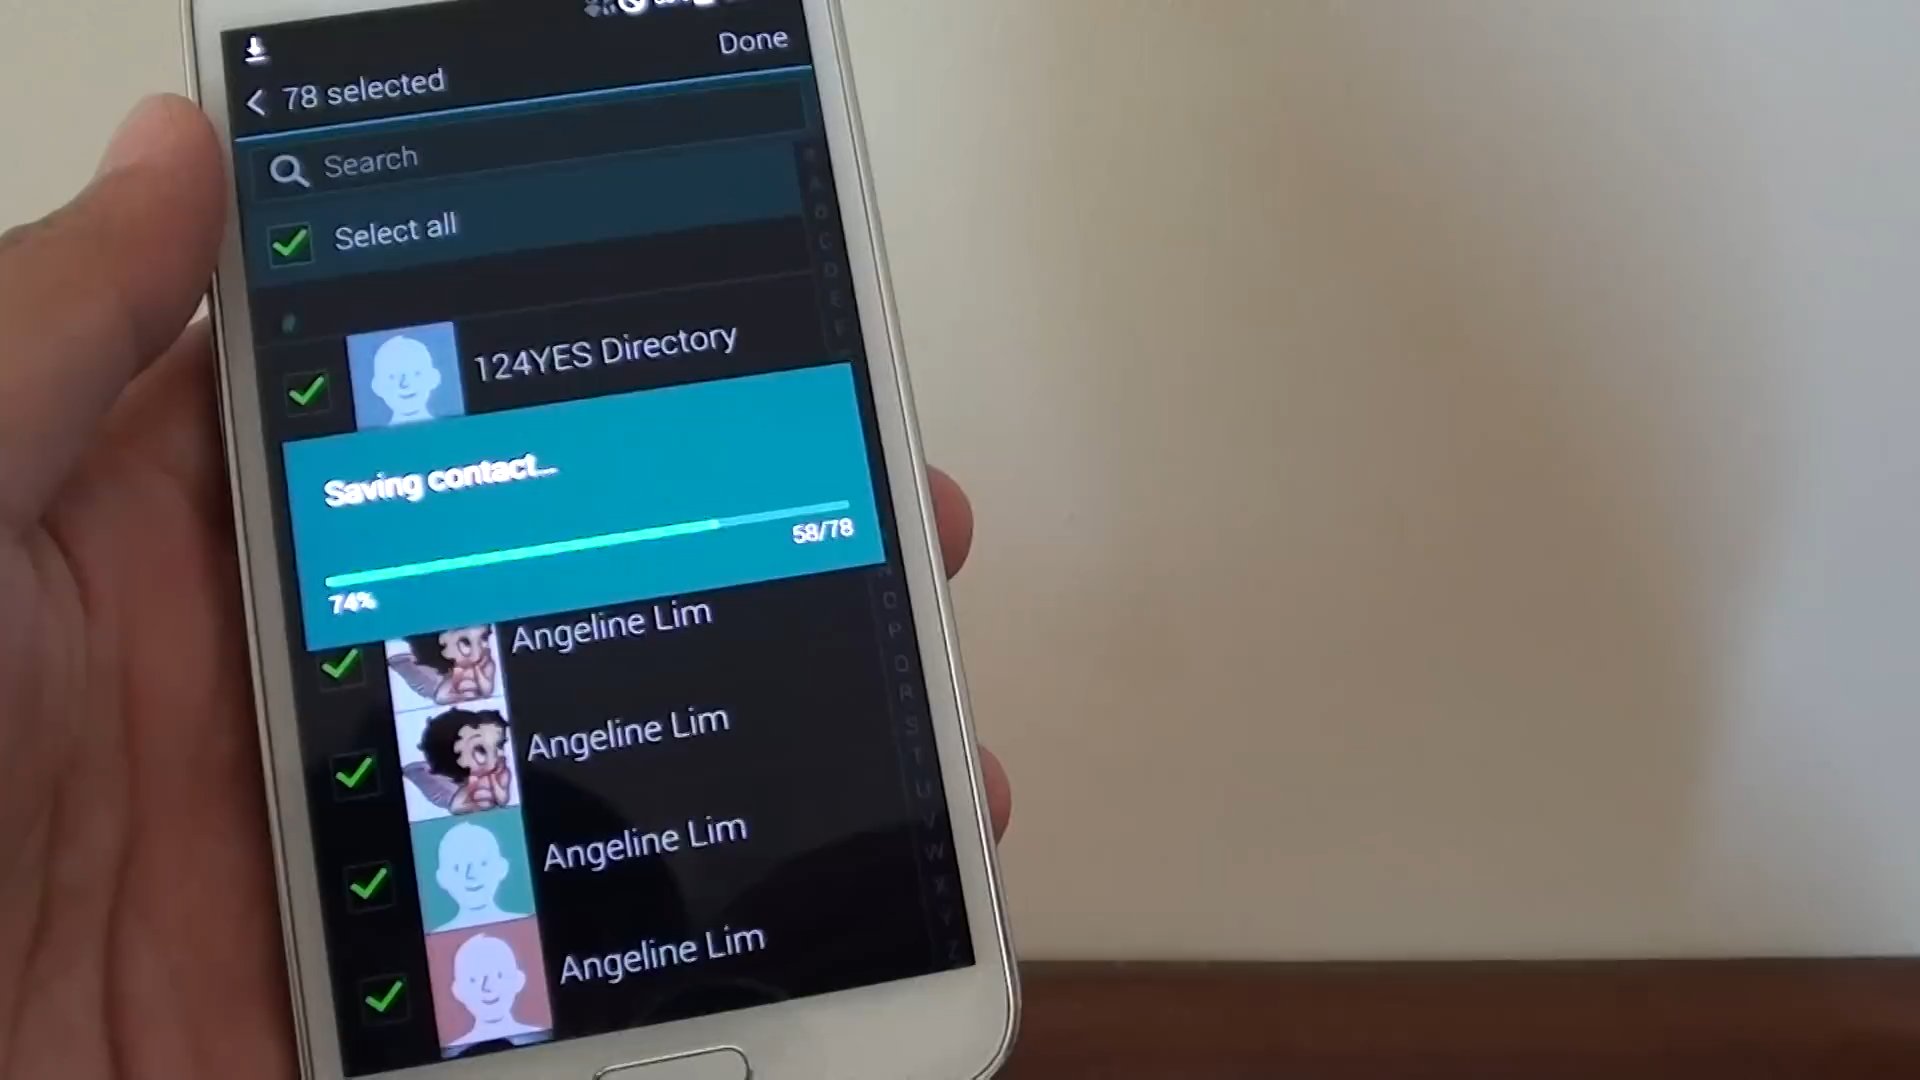 Done
78 selected
Search
Select all
#
124YES Directory
Saving contact...
58/78
74%
Angeline Lim
Angeline Lim
Angeline Lim
Angeline Lim
O
P
Q
R
S
T
U
V
W
X
Y
Z